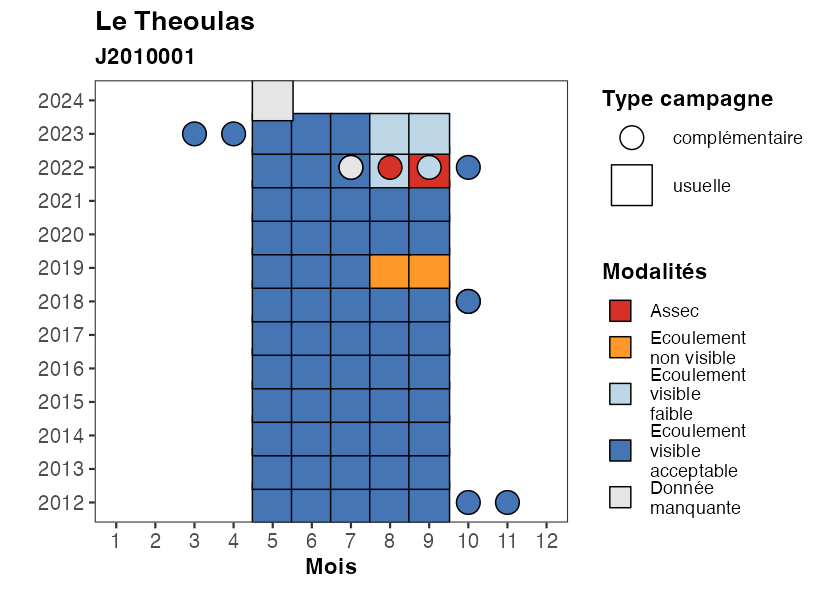 Le Theoulas
J2010001
2024
2023
2022
2021
2020
2019
2018
2017
2016
2015
2014
2013
2012
1 2 3 4 5 6 7 8 9 10 11 12
Mois
Type campagne
complémentaire
usuelle
Modalités
Assec
Ecoulement
non visible
Ecoulement
visible
faible
Ecoulement
visible
acceptable
Donnée
manquante